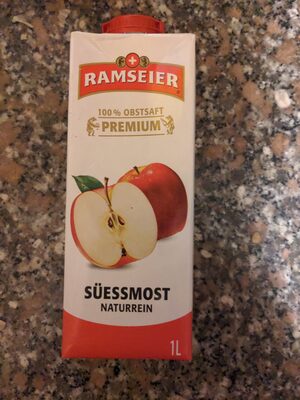 RAMSEIER
100% OBSTSAFT
PREMIUM
SÜESSMOST
NATURREIN
1L